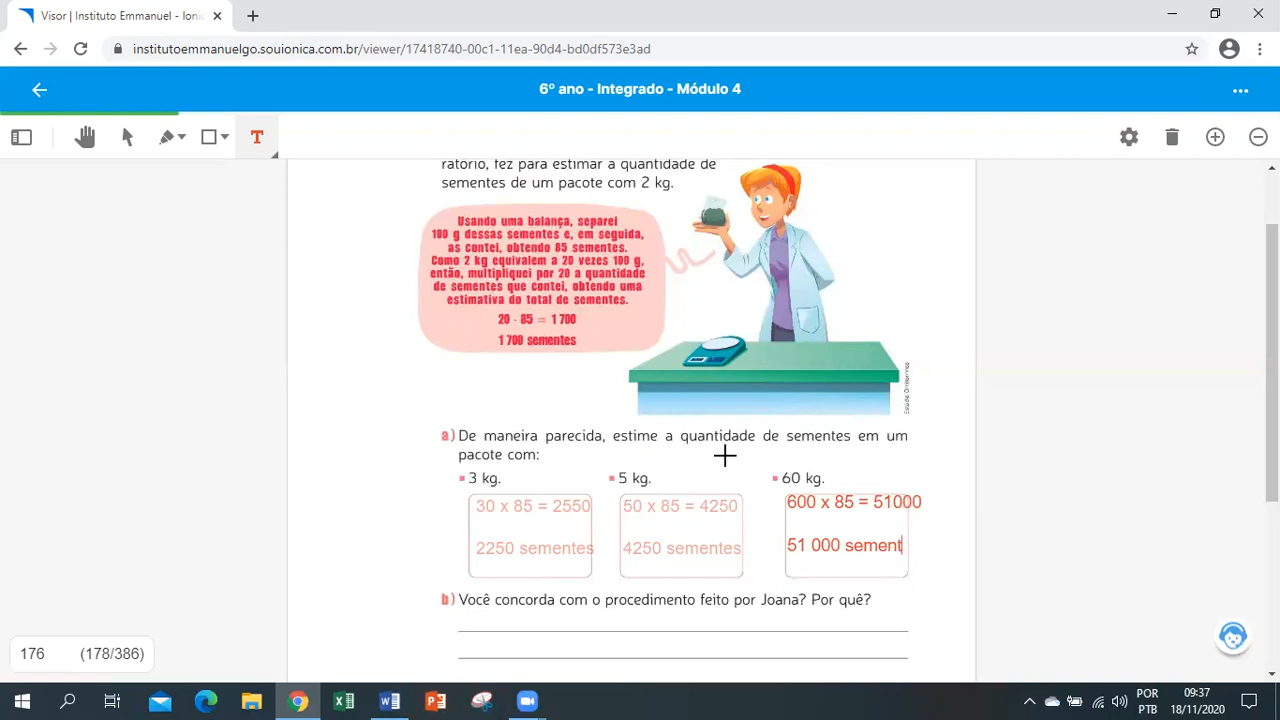 Visor | Instituto Emmanuel - Ionic
institutoemmanuelgo.souionica.com.br/viewer/17418740-00c1-11ea-90d4-bd0df573e3ad
6º ano - Integrado - Módulo 4
T
ratório, fez para estimar a quantidade de
sementes de um pacote com 2 kg.
Usando uma balança, separei
100 g dessas sementes e, em seguida,
as contei, obtendo 85 sementes.
Como 2 kg equivalem a 20 vezes 100 g,
então, multipliquei por 20 a quantidade
de sementes que contei, obtendo uma
estimativa do total de sementes.
20 · 85 = 1 700
1 700 sementes
Estúdio Ornitorrinco
a) De maneira parecida, estime a quantidade de sementes em um
pacote com:
3 kg. 5 kg. 60 kg.
30 x 85 = 2550 50 x 85 = 4250 600 x 85 = 51000
2250 sementes 4250 sementes 51 000 sement
b) Você concorda com o procedimento feito por Joana? Por quê?
176 (178/386)
POR
PTB
09:37
18/11/2020